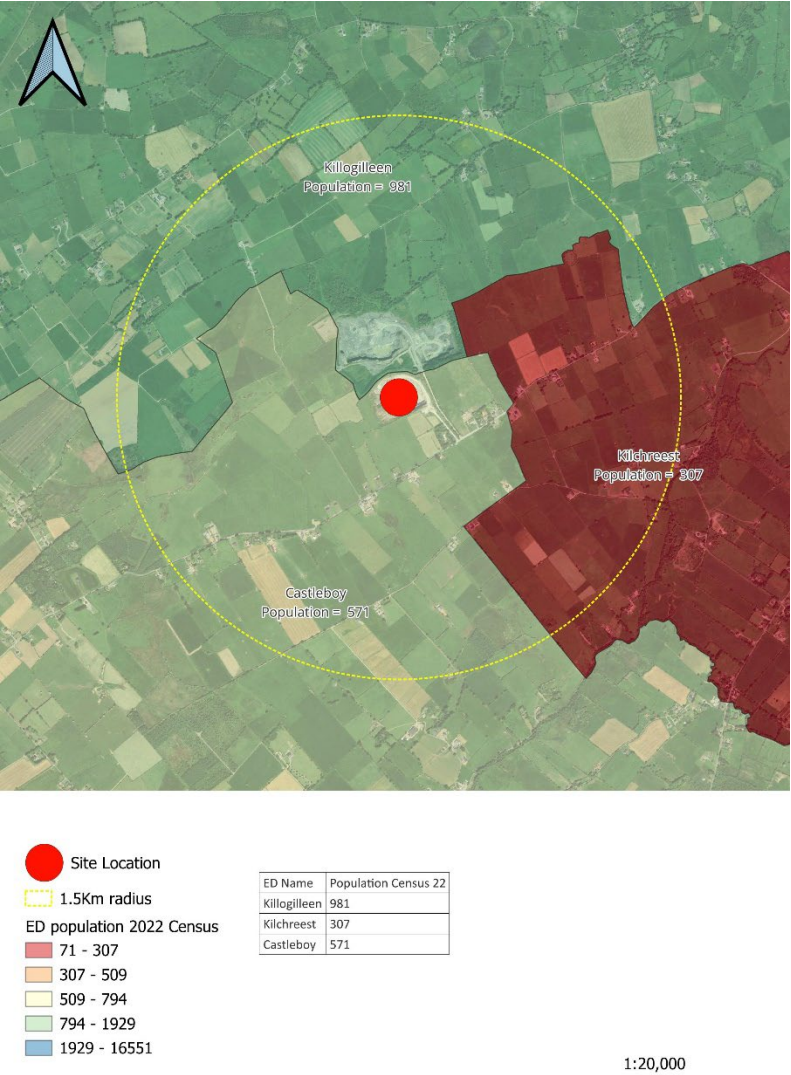 Killogilleen
Population = 981
Kilchreest
Population = 307
Castleboy
Population = 571
Site Location
1.5Km radius
ED population 2022 Census
71 - 307
307 - 509
509 - 794
794 - 1929
1929 - 16551
ED Name Population Census 22
Killogilleen 981
Kilchreest 307
Castleboy 571
1:20,000